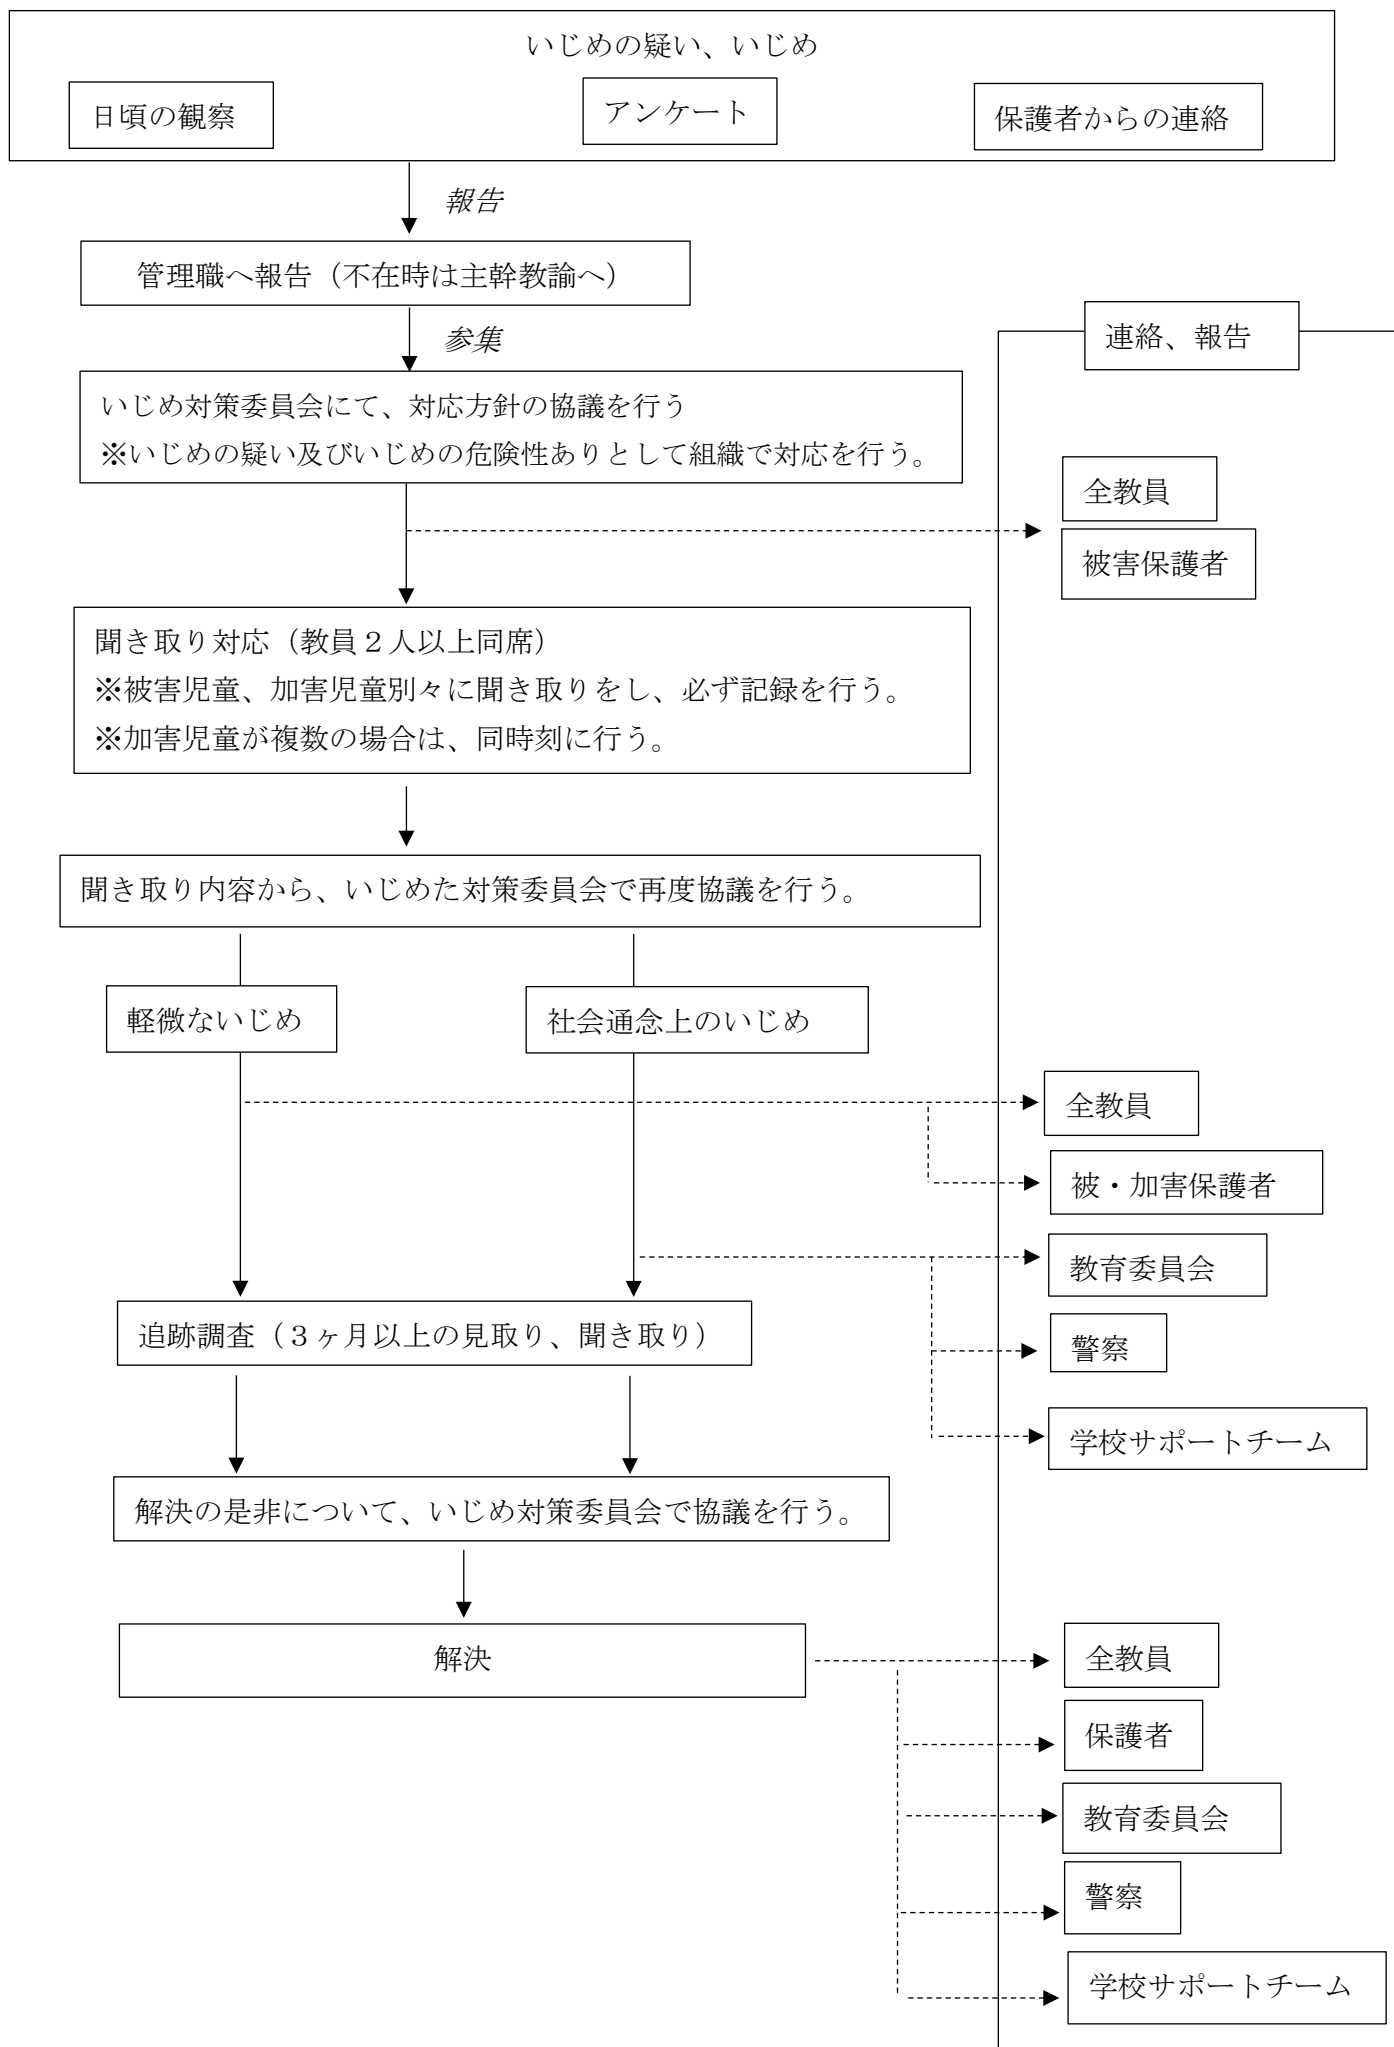 いじめの疑い、いじめ
日頃の観察
アンケート
保護者からの連絡
報告
管理職へ報告（不在時は主幹教諭へ）
参集
連絡、報告
いじめ対策委員会にて、対応方針の協議を行う
※いじめの疑い及びいじめの危険性ありとして組織で対応を行う。
全教員
被害保護者
聞き取り対応（教員２人以上同席）
※被害児童、加害児童別々に聞き取りをし、必ず記録を行う。
※加害児童が複数の場合は、同時刻に行う。
聞き取り内容から、いじめた対策委員会で再度協議を行う。
軽微ないじめ
社会通念上のいじめ
全教員
被・加害保護者
教育委員会
追跡調査（３ヶ月以上の見取り、聞き取り）
警察
学校サポートチーム
解決の是非について、いじめ対策委員会で協議を行う。
解決
全教員
保護者
教育委員会
警察
学校サポートチーム